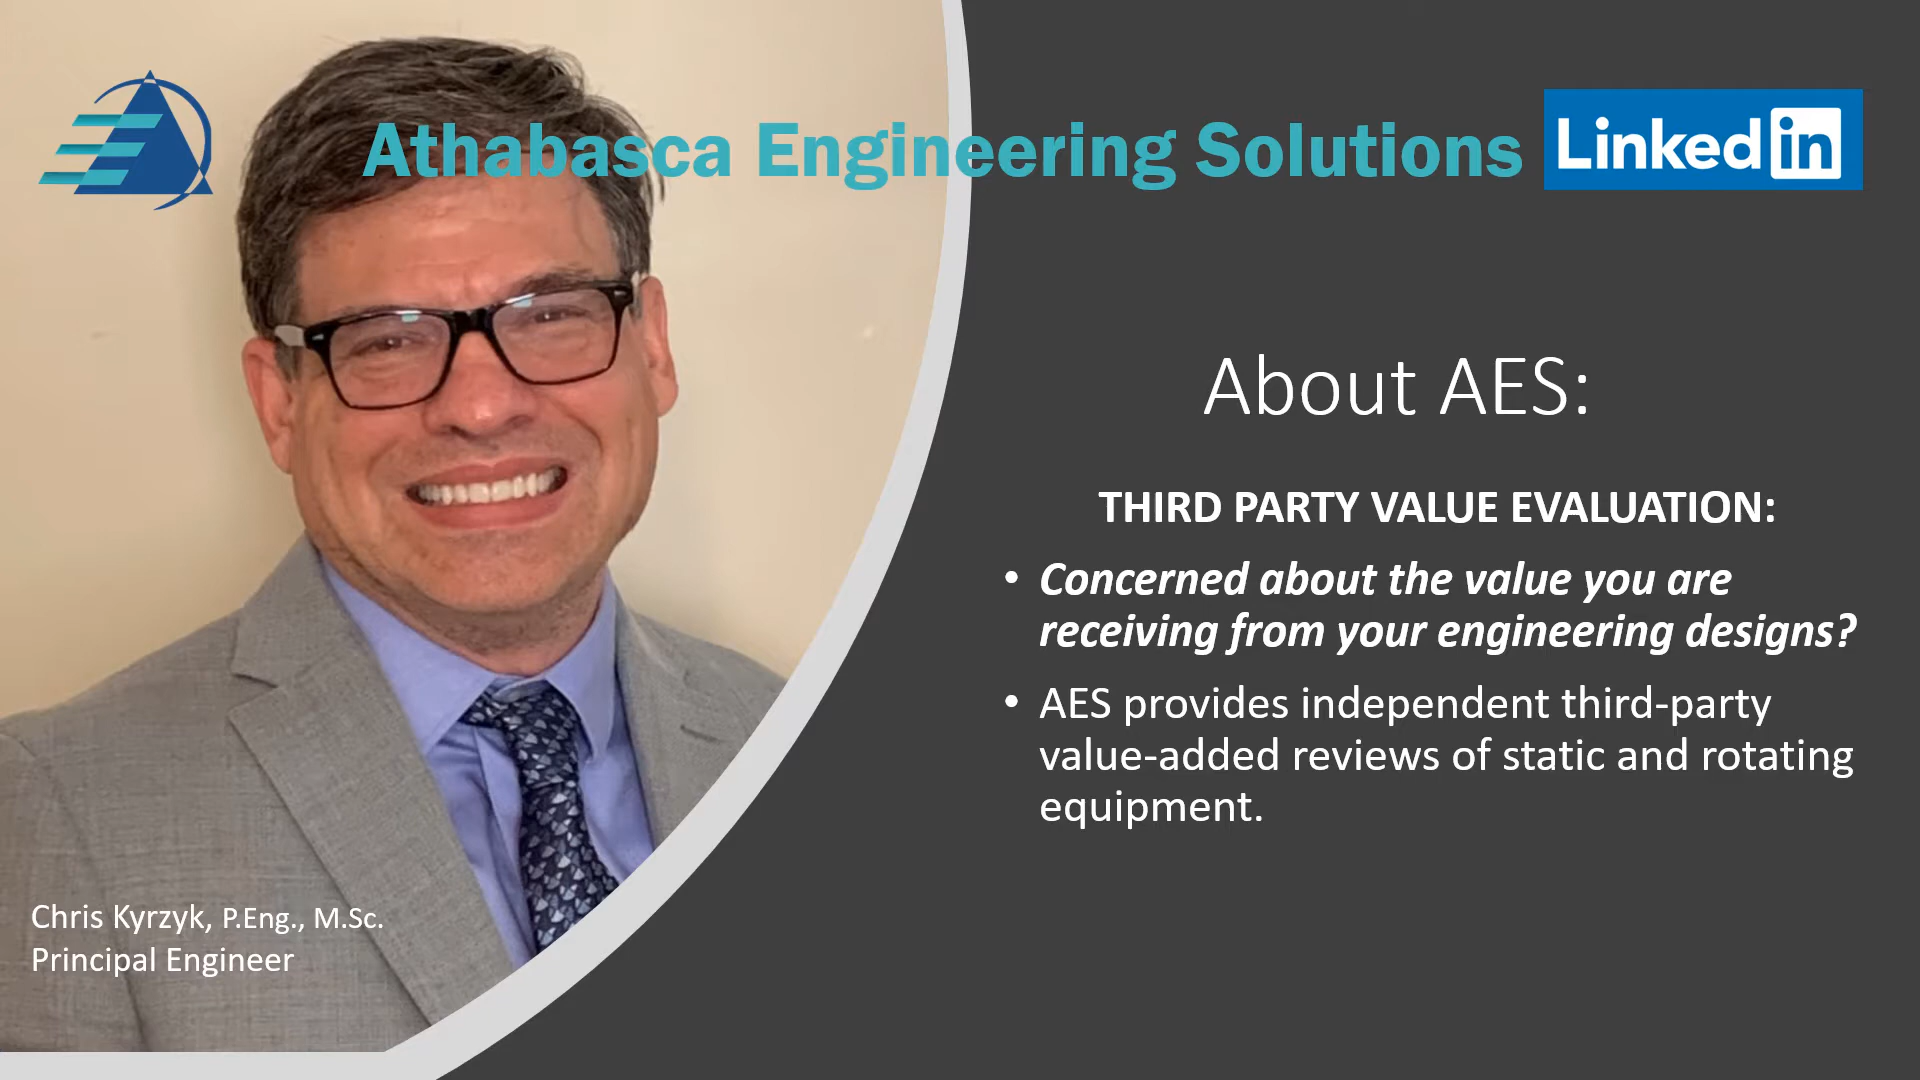 Athabasca Engineering Solutions
Linked in
About AES:
THIRD PARTY VALUE EVALUATION:
• Concerned about the value you are
receiving from your engineering designs?
• AES provides independent third-party
value-added reviews of static and rotating
equipment.
Chris Kyrzyk, P.Eng., M.Sc.
Principal Engineer